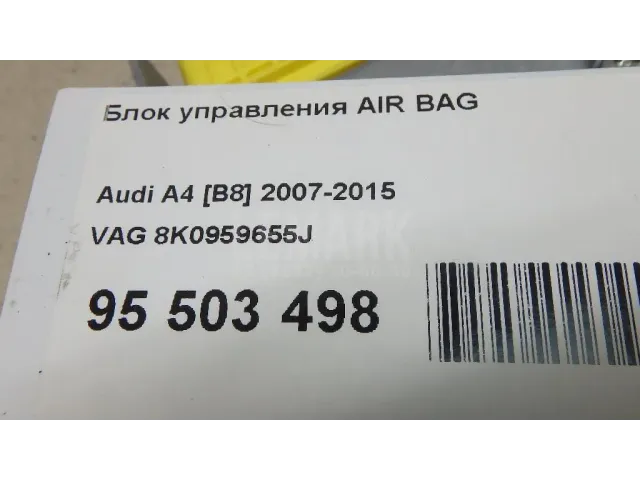 Блок управления AIR BAG
Audi A4 [B8] 2007-2015
VAG 8K0959655J
95 503 498